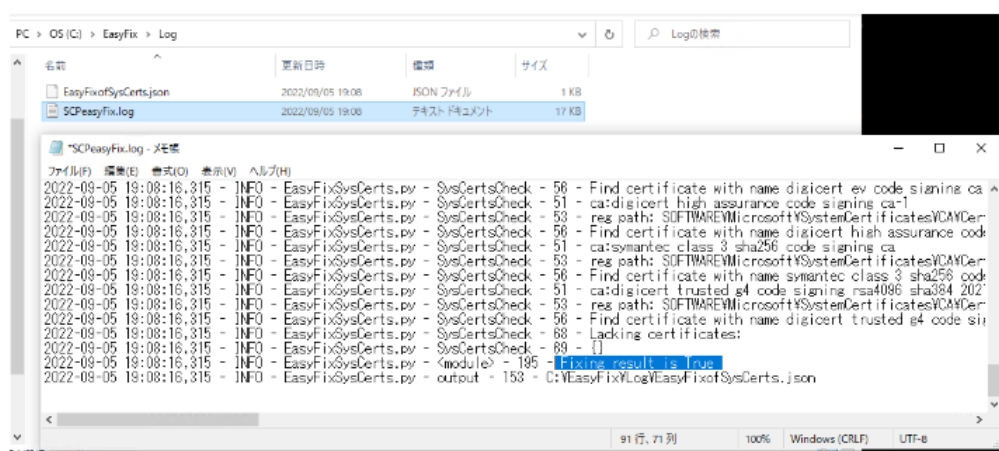 PC > OS (C:) > EasyFix > Log
Logの検索
名前 更新日時 種類 サイズ
EasyFixofSysCerts.json 2022/09/05 19:08 JSON ファイル 1 KB
SCPeasyFix.log 2022/09/05 19:08 テキスト ドキュメント 17 KB
*SCPeasyFix.log - メモ帳
ファイル(F) 編集(E) 書式(O) 表示(V) ヘルプ(H)
2022-09-05 19:08:16,315 - INFO - EasyFixSysCerts.py - SysCertsCheck - 56 - Find certificate with name digicert ev code signing ca
2022-09-05 19:08:16,315 - INFO - EasyFixSysCerts.py - SysCertsCheck - 51 - ca:digicert high assurance code signing ca-1
2022-09-05 19:08:16,315 - INFO - EasyFixSysCerts.py - SysCertsCheck - 53 - reg path: SOFTWARE¥Microsoft¥SystemCertificates¥CA¥Cer
2022-09-05 19:08:16,315 - INFO - EasyFixSysCerts.py - SysCertsCheck - 56 - Find certificate with name digicert high assurance code
2022-09-05 19:08:16,315 - INFO - EasyFixSysCerts.py - SysCertsCheck - 51 - ca:symantec class 3 sha256 code signing ca
2022-09-05 19:08:16,315 - INFO - EasyFixSysCerts.py - SysCertsCheck - 53 - reg path: SOFTWARE¥Microsoft¥SystemCertificates¥CA¥Cer
2022-09-05 19:08:16,315 - INFO - EasyFixSysCerts.py - SysCertsCheck - 56 - Find certificate with name symantec class 3 sha256 code
2022-09-05 19:08:16,315 - INFO - EasyFixSysCerts.py - SysCertsCheck - 51 - ca:digicert trusted g4 code signing rsa4096 sha384 202
2022-09-05 19:08:16,315 - INFO - EasyFixSysCerts.py - SysCertsCheck - 53 - reg path: SOFTWARE¥Microsoft¥SystemCertificates¥CA¥Cer
2022-09-05 19:08:16,315 - INFO - EasyFixSysCerts.py - SysCertsCheck - 56 - Find certificate with name digicert trusted g4 code sig
2022-09-05 19:08:16,315 - INFO - EasyFixSysCerts.py - SysCertsCheck - 68 - Lacking certificates:
2022-09-05 19:08:16,315 - INFO - EasyFixSysCerts.py - SysCertsCheck - 69 - {}
2022-09-05 19:08:16,315 - INFO - EasyFixSysCerts.py - <module> - 195 - Fixing result is True
2022-09-05 19:08:16,315 - INFO - EasyFixSysCerts.py - output - 153 - C:¥EasyFix¥Log¥EasyFixofSysCerts.json
91 行、71 列 100% Windows (CRLF) UTF-8